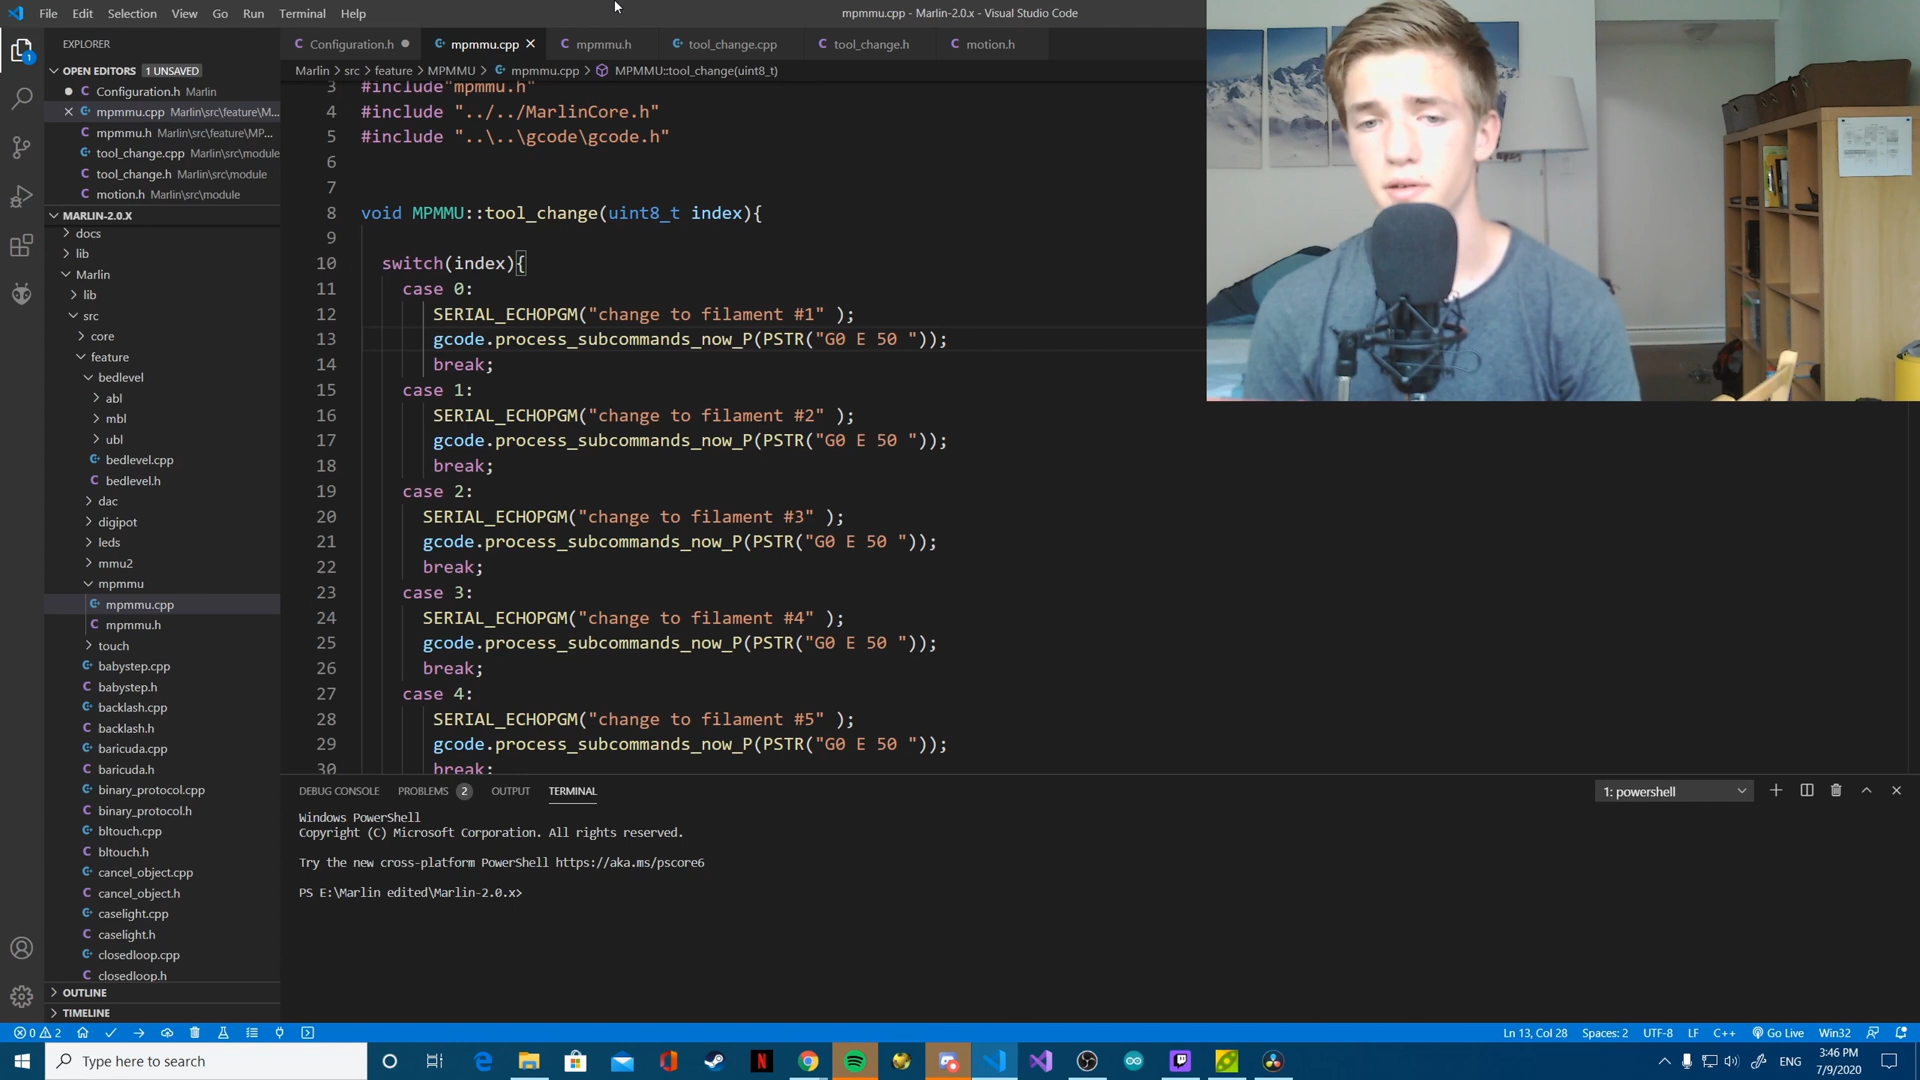 File Edit Selection View Go Run Terminal Help
mpmmu.cpp - Marlin-2.0.x - Visual Studio Code
EXPLORER
Configuration.h
mpmmu.cpp
mpmmu.h
tool_change.cpp
tool_change.h
motion.h
OPEN EDITORS 1 UNSAVED
Configuration.h Marlin
mpmmu.cpp Marlin\src\feature\M...
mpmmu.h Marlin\src\feature\MP...
tool_change.cpp Marlin\src\module
tool_change.h Marlin\src\module
motion.h Marlin\src\module
MARLIN-2.0.X
docs
lib
Marlin
lib
src
core
feature
bedlevel
abl
mbl
ubl
bedlevel.cpp
bedlevel.h
dac
digipot
leds
mmu2
mpmmu
mpmmu.cpp
mpmmu.h
touch
babystep.cpp
babystep.h
backlash.cpp
backlash.h
baricuda.cpp
baricuda.h
binary_protocol.cpp
binary_protocol.h
bltouch.cpp
bltouch.h
cancel_object.cpp
cancel_object.h
caselight.cpp
caselight.h
closedloop.cpp
closedloop.h
OUTLINE
TIMELINE
Marlin > src > feature > MPMMU > mpmmu.cpp > MPMMU::tool_change(uint8_t)
3 #include"mpmmu.h"
4 #include "../../MarlinCore.h"
5 #include "..\..\gcode\gcode.h"
6
7
8 void MPMMU::tool_change(uint8_t index){
9
10 switch(index){
11 case 0:
12 SERIAL_ECHOPGM("change to filament #1" );
13 gcode.process_subcommands_now_P(PSTR("G0 E 50 "));
14 break;
15 case 1:
16 SERIAL_ECHOPGM("change to filament #2" );
17 gcode.process_subcommands_now_P(PSTR("G0 E 50 "));
18 break;
19 case 2:
20 SERIAL_ECHOPGM("change to filament #3" );
21 gcode.process_subcommands_now_P(PSTR("G0 E 50 "));
22 break;
23 case 3:
24 SERIAL_ECHOPGM("change to filament #4" );
25 gcode.process_subcommands_now_P(PSTR("G0 E 50 "));
26 break;
27 case 4:
28 SERIAL_ECHOPGM("change to filament #5" );
29 gcode.process_subcommands_now_P(PSTR("G0 E 50 "));
30 break;
DEBUG CONSOLE PROBLEMS 2 OUTPUT TERMINAL
1: powershell
Windows PowerShell
Copyright (C) Microsoft Corporation. All rights reserved.
Try the new cross-platform PowerShell https://aka.ms/pscore6
PS E:\Marlin edited\Marlin-2.0.x>
0 2
Ln 13, Col 28 Spaces: 2 UTF-8 LF C++ Go Live Win32
Type here to search
ENG
3:46 PM
7/9/2020